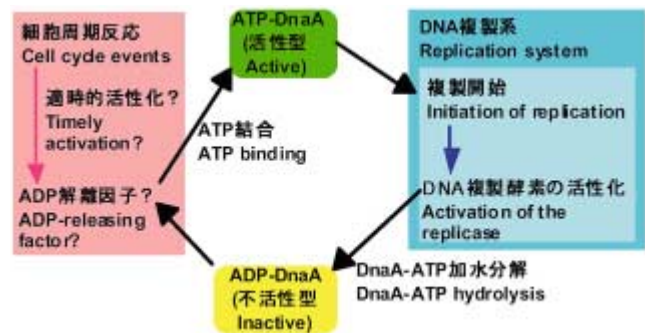 細胞周期反応
Cell cycle events
適時的活性化？
Timely
activation？
ADP解離因子？
ADP-releasing
factor?
ATP-DnaA
(活性型
Active)
ATP結合
ATP binding
DNA複製系
Replication system
複製開始
Initiation of replication
DNA複製酵素の活性化
Activation of the
replicase
DnaA-ATP加水分解
DnaA-ATP hydrolysis
ADP-DnaA
(不活性型
Inactive)